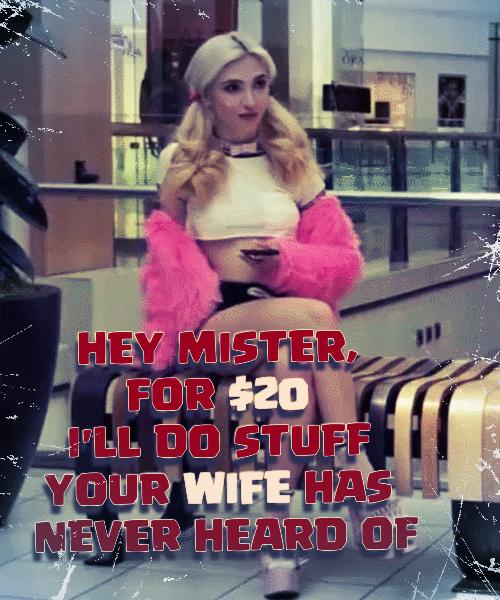 HEY MISTER,
FOR $20
I'LL DO STUFF
YOUR WIFE HAS
NEVER HEARD OF